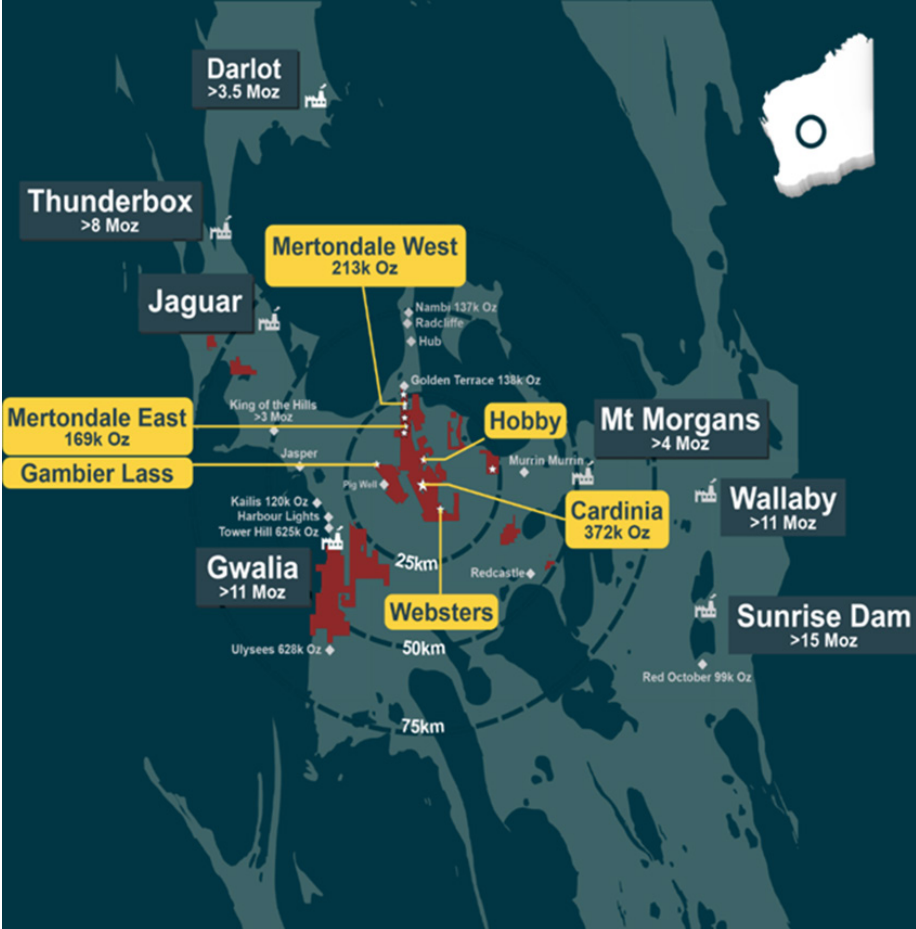 Darlot
>3.5 Moz
Thunderbox
>8 Moz
Mertondale West
213k Oz
Jaguar
Nambi 137k Oz
Radcliffe
Hub
Golden Terrace 138k Oz
King of the Hills
>3 Moz
Mertondale East
169k Oz
Hobby
Mt Morgans
>4 Moz
Gambier Lass
Jasper
Murrin Murrin
Pig Well
Wallaby
>11 Moz
Cardinia
372k Oz
Kailis 120k Oz
Harbour Lights
Tower Hill 625k Oz
Gwalia
>11 Moz
25km
Redcastle
Websters
Sunrise Dam
>15 Moz
Ulysees 628k Oz
50km
Red October 99k Oz
75km